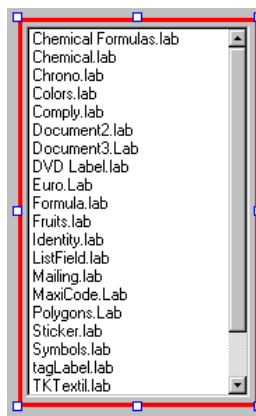 Chemical Formulas.lab
Chemical.lab
Chrono.lab
Colors.lab
Comply.lab
Document2.lab
Document3.Lab
DVD Label.lab
Euro.Lab
Formula.lab
Fruits.lab
Identity.lab
ListField.lab
Mailing.lab
MaxiCode.Lab
Polygons.Lab
Sticker.lab
Symbols.lab
tagLabel.lab
TKTextil.lab